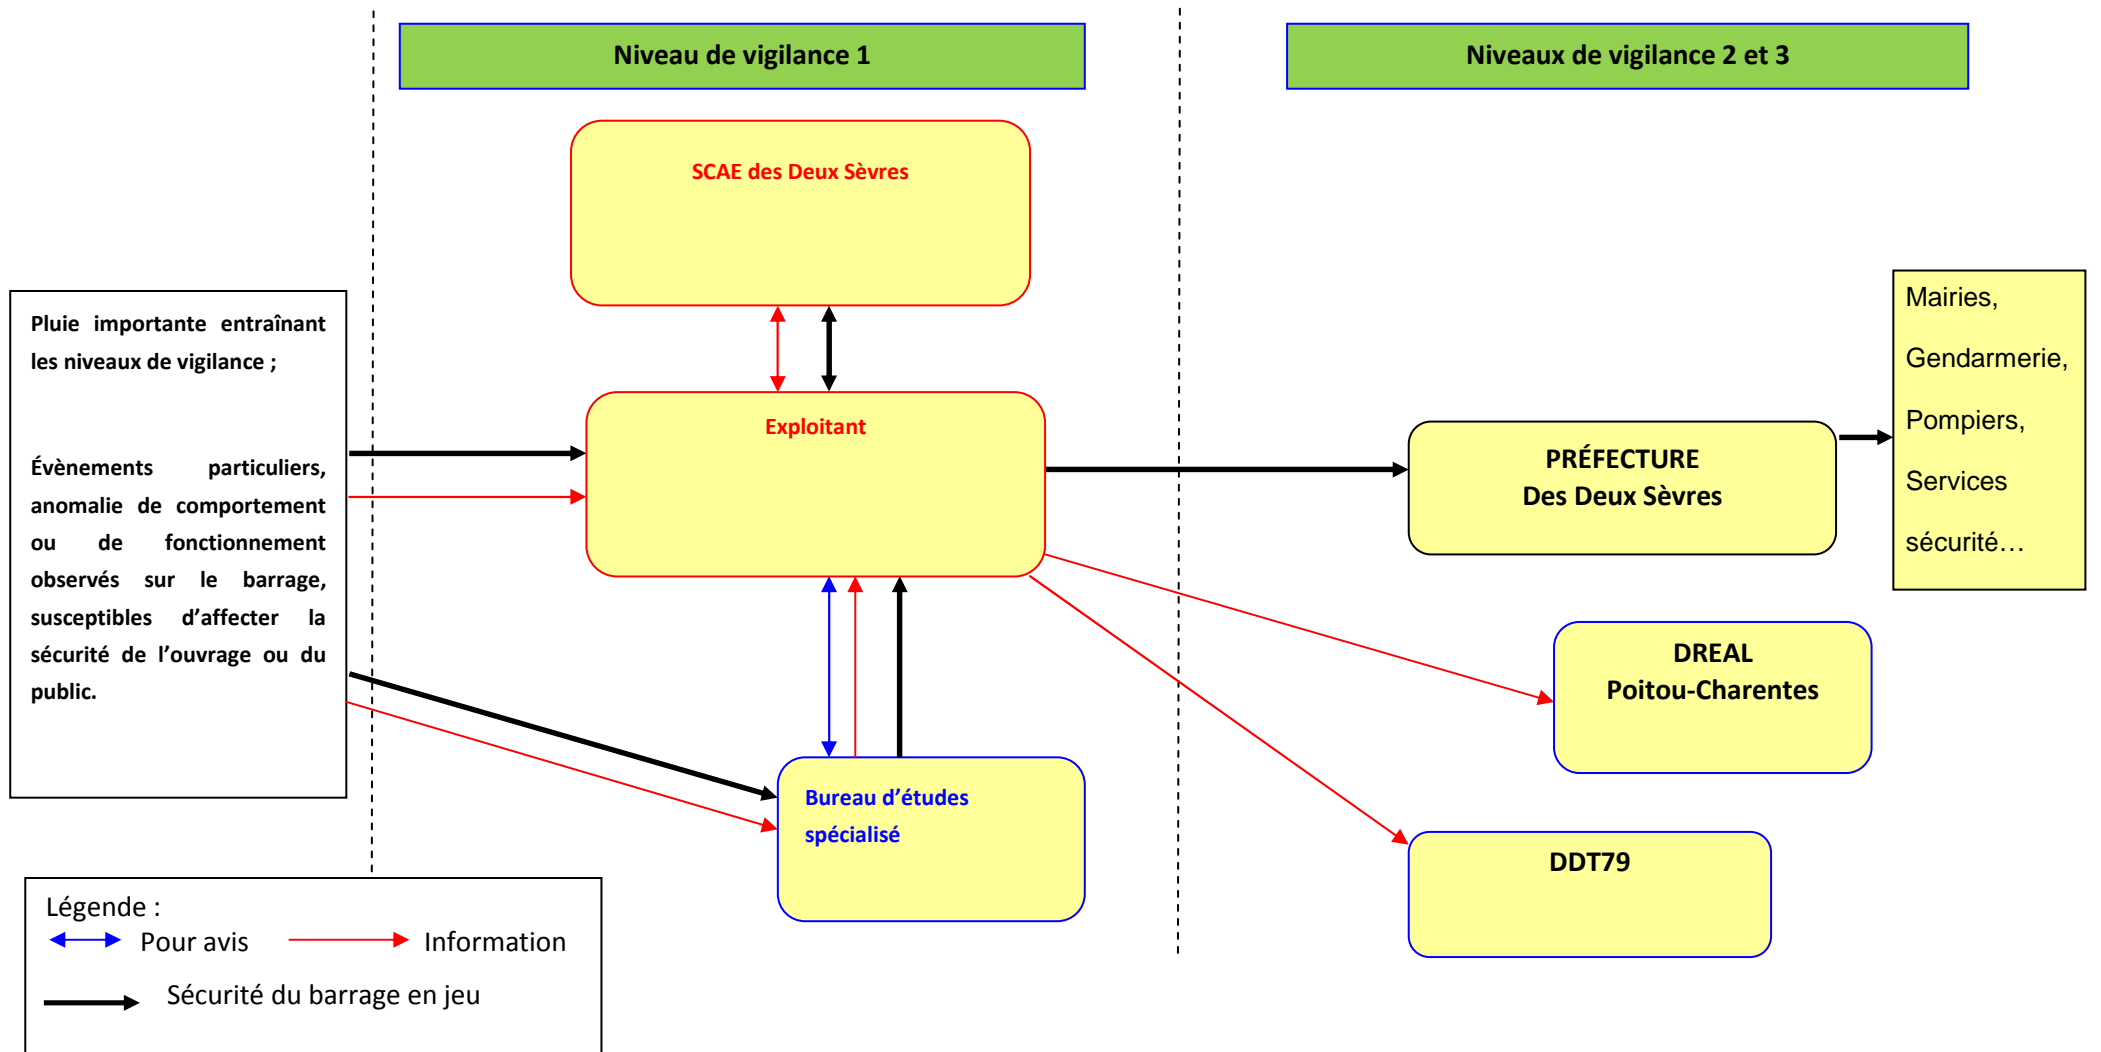 Niveau de vigilance 1
Niveaux de vigilance 2 et 3
SCAE des Deux Sèvres
Pluie importante entraînant
les niveaux de vigilance ;
Évènements particuliers,
anomalie de comportement
ou de fonctionnement
observés sur le barrage,
susceptibles d’affecter la
sécurité de l’ouvrage ou du
public.
Exploitant
Bureau d’études
spécialisé
PRÉFECTURE
Des Deux Sèvres
Mairies,
Gendarmerie,
Pompiers,
Services
sécurité…
DREAL
Poitou-Charentes
DDT79
Légende :
Pour avis
Information
Sécurité du barrage en jeu